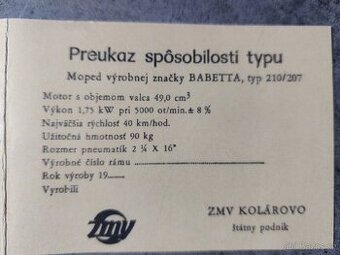 Preukaz spôsobilosti typu
Moped výrobnej značky BABETTA, typ 210/207
Motor s objemom valca 49,0 cm³
Výkon 1,75 kW pri 5000 ot/min. ± 8 %
Najväčšia rýchlosť 40 km/hod.
Užitočná hmotnosť 90 kg
Rozmer pneumatík 2 ¼ X 16"
Výrobné číslo rámu
Rok výroby 19
Vyrobili
zmv
ZMV KOLÁROVO
štátny podnik